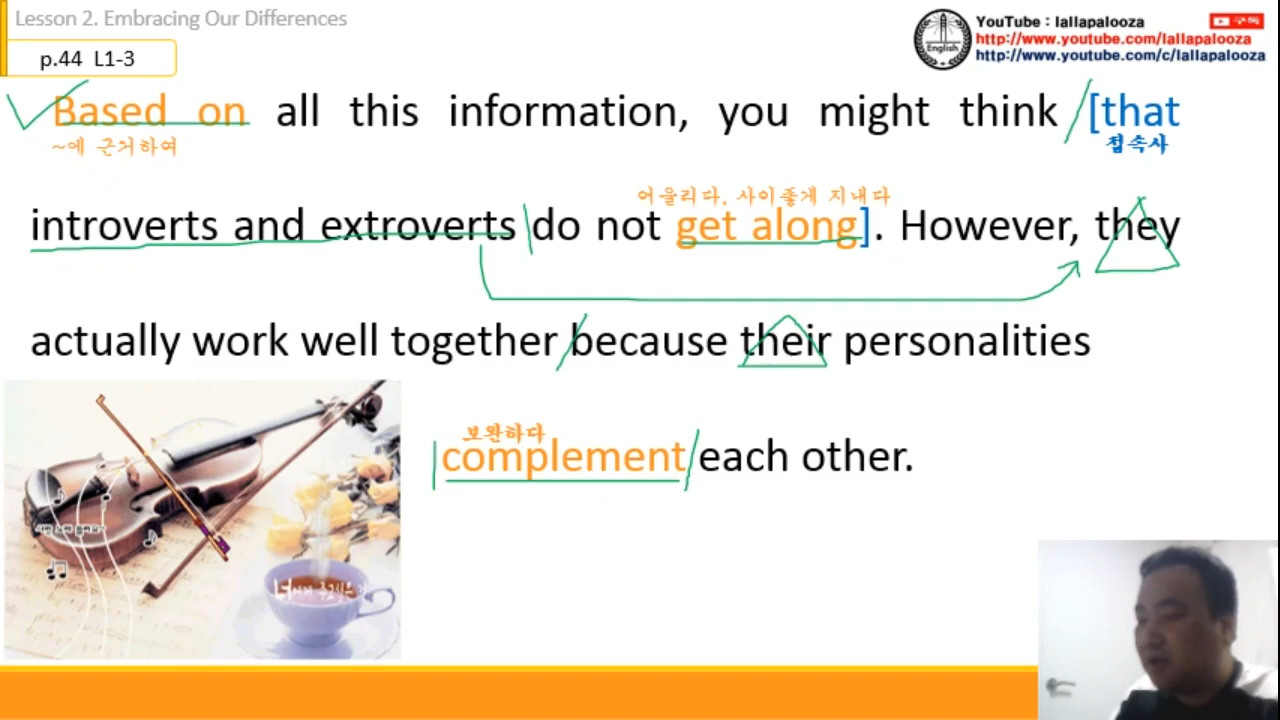 Lesson 2. Embracing Our Differences
p.44 L1-3
English
YouTube : lallapalooza
구독
http://www.youtube.com/lallapalooza
http://www.youtube.com/c/lallapalooza
Based on all this information, you might think [that
~에 근거하여
접속사
어울리다, 사이좋게 지내다
introverts and extroverts do not get along]. However, they
actually work well together because their personalities
보완하다
complement each other.